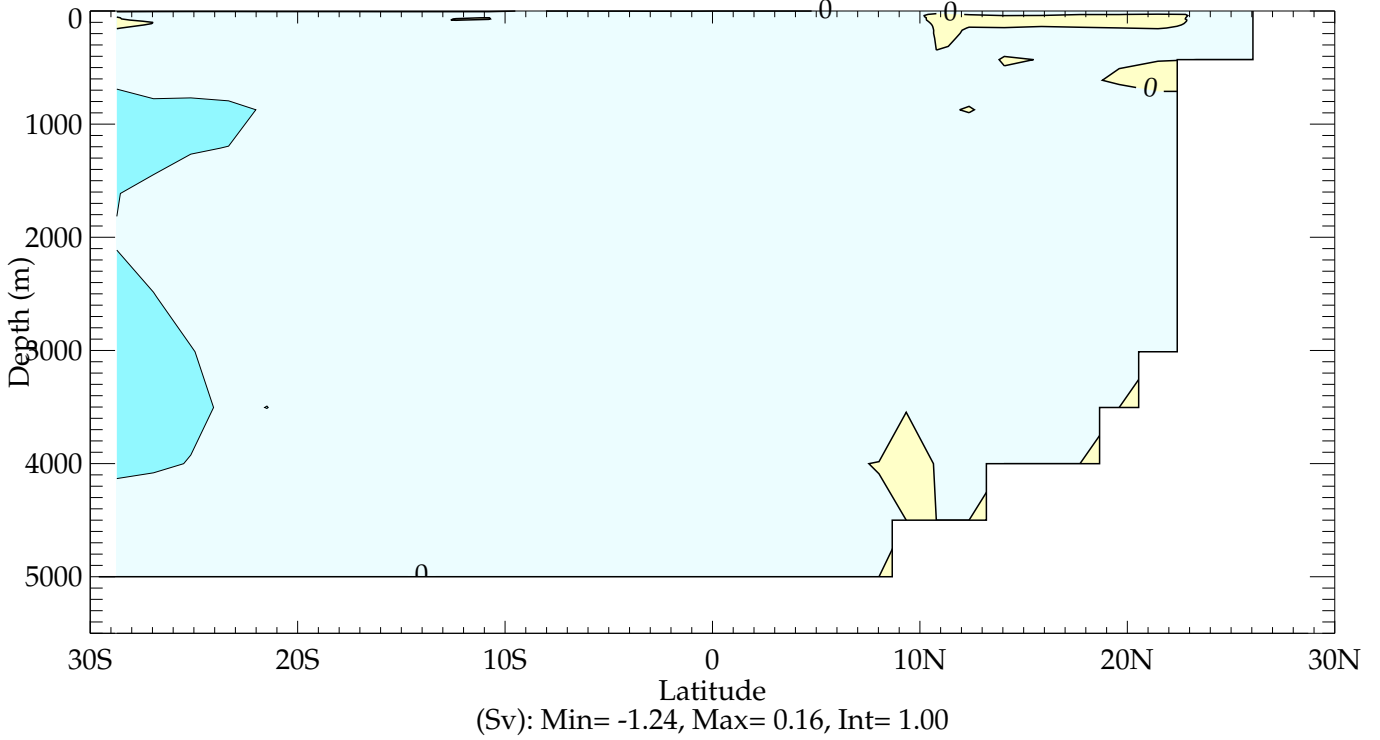 0 0
0
0
1000
2000
3000
4000
5000
Depth (m)
0
30S 20S 10S 0 10N 20N 30N
Latitude
(Sv): Min= -1.24, Max= 0.16, Int= 1.00